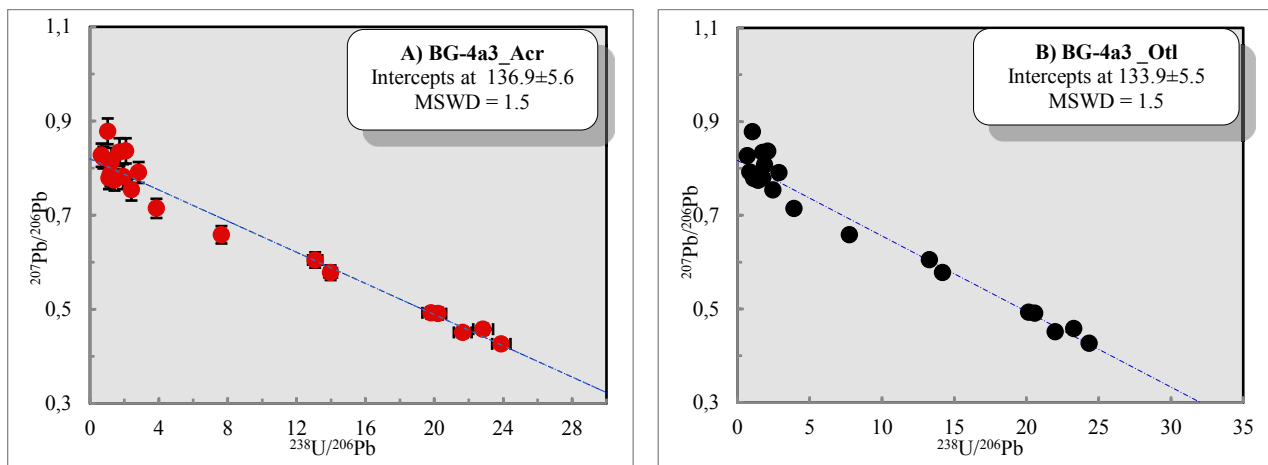 1,1
0,9
0,7
0,5
0,3
²⁰⁷Pb/²⁰⁶Pb
A) BG-4a3_Acr
Intercepts at 136.9±5.6
MSWD = 1.5
0 4 8 12 16 20 24 28
²³⁸U/²⁰⁶Pb
1,1
0,9
0,7
0,5
0,3
²⁰⁷Pb/²⁰⁶Pb
B) BG-4a3 _Otl
Intercepts at 133.9±5.5
MSWD = 1.5
0 5 10 15 20 25 30 35
²³⁸U/²⁰⁶Pb